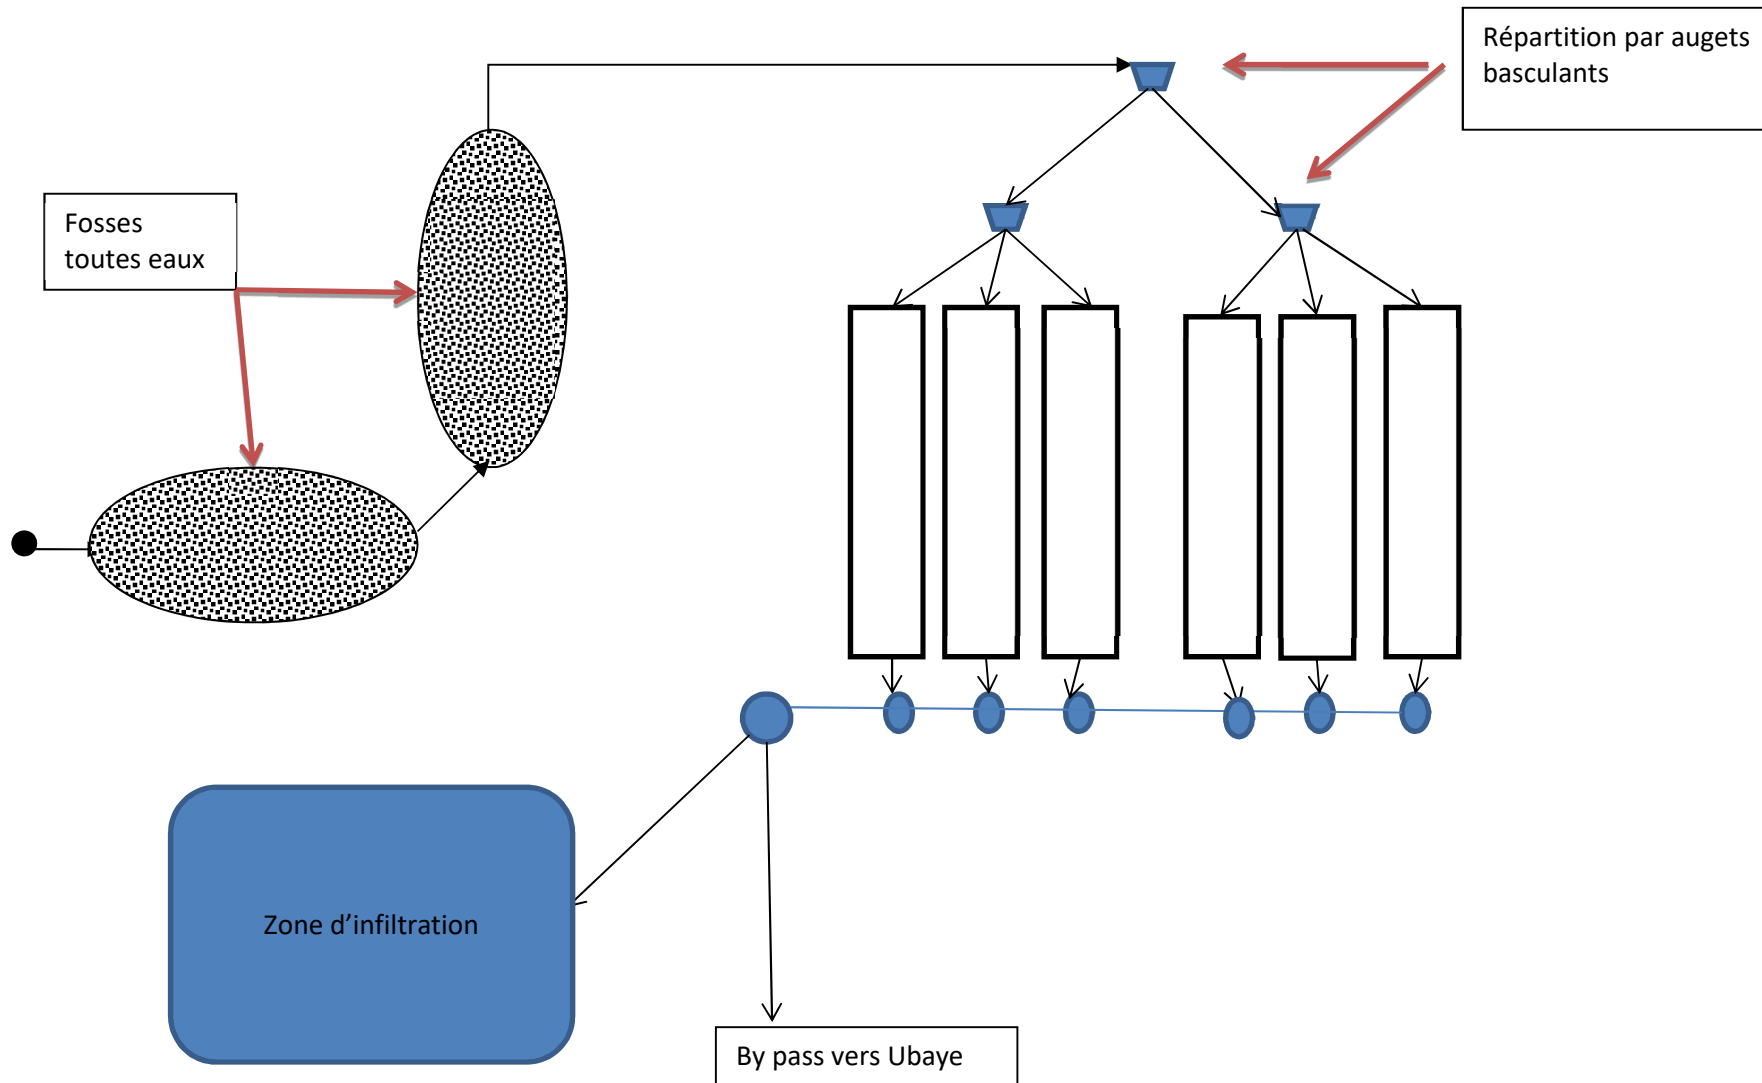 Répartition par augets
basculants
Fosses
toutes eaux
Zone d’infiltration
By pass vers Ubaye